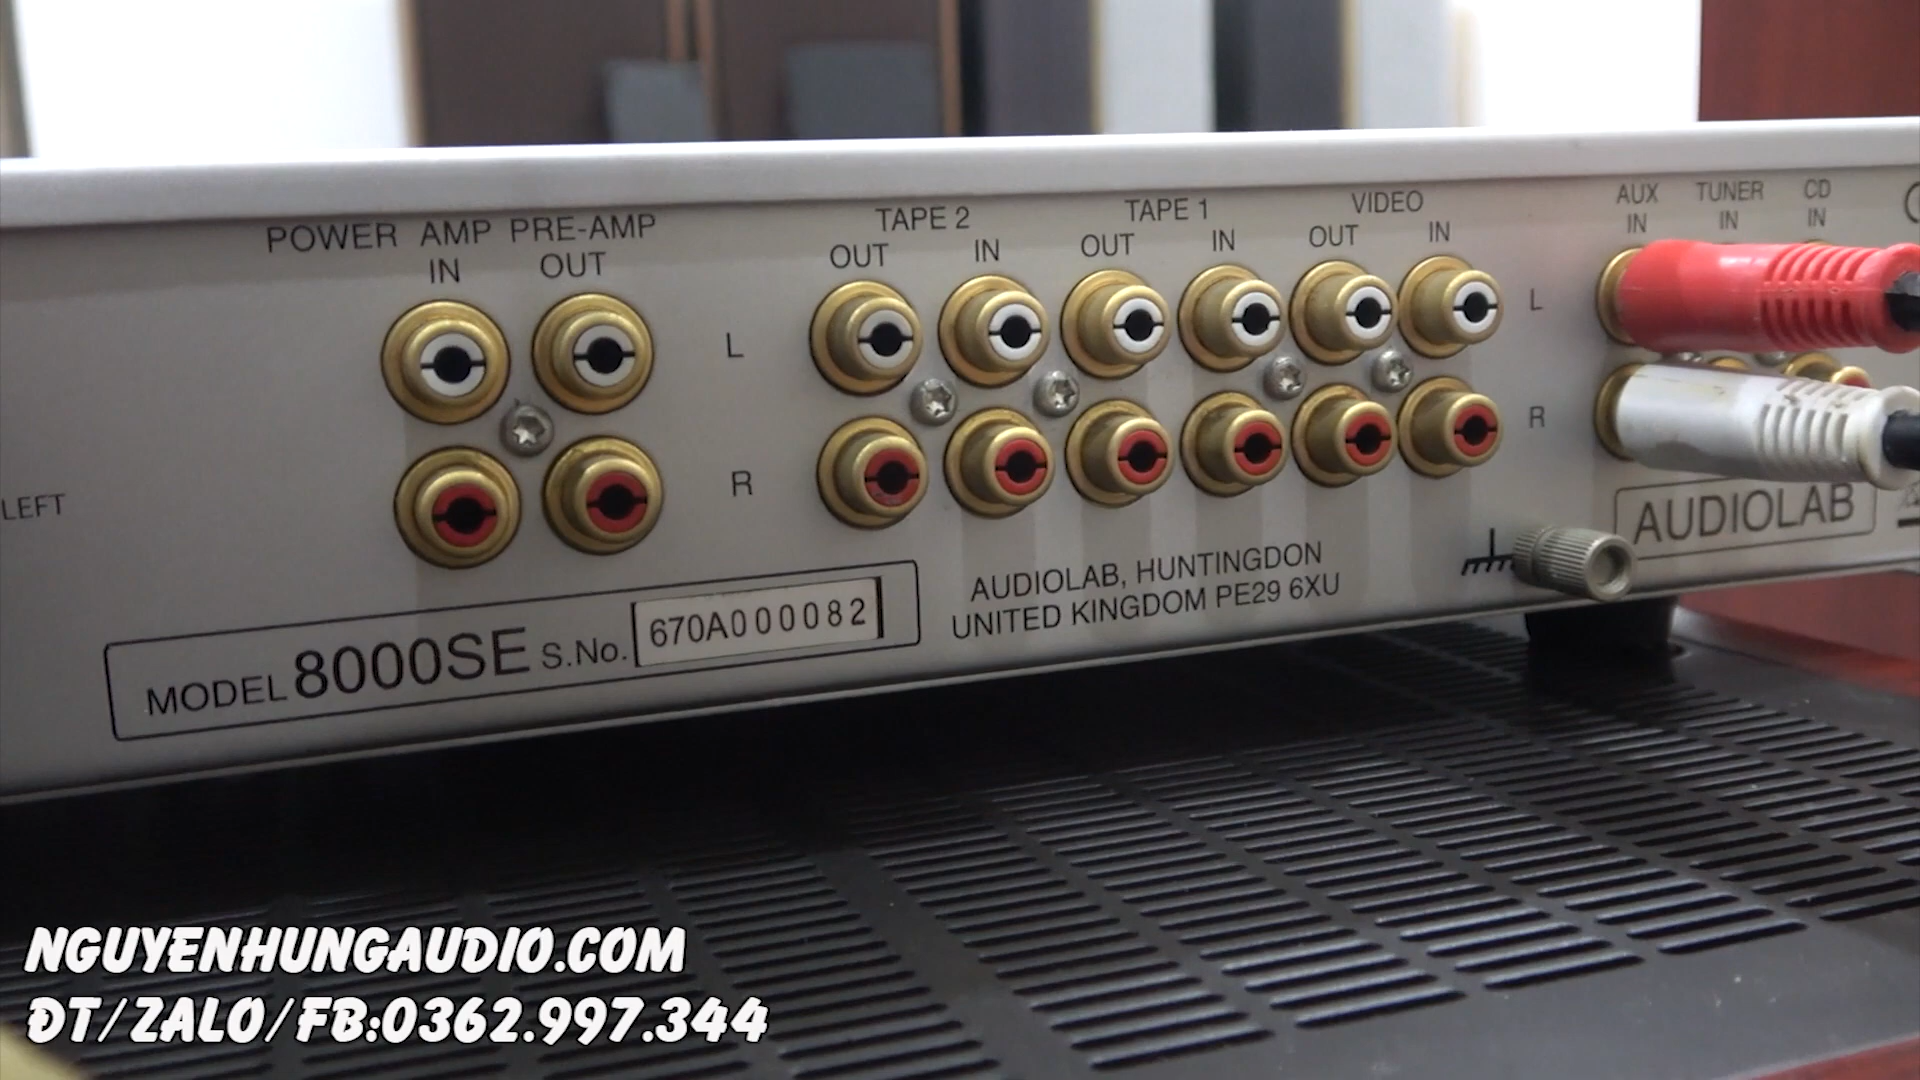 POWER AMP IN
PRE-AMP OUT
TAPE 2
OUT IN
TAPE 1
OUT IN
VIDEO
OUT IN
AUX IN
TUNER IN
CD IN
L
L
R
R
LEFT
MODEL 8000SE S.No. 670A000082
AUDIOLAB, HUNTINGDON
UNITED KINGDOM PE29 6XU
AUDIOLAB
NGUYENHUNGAUDIO.COM
ĐT/ZALO/FB:0362.997.344